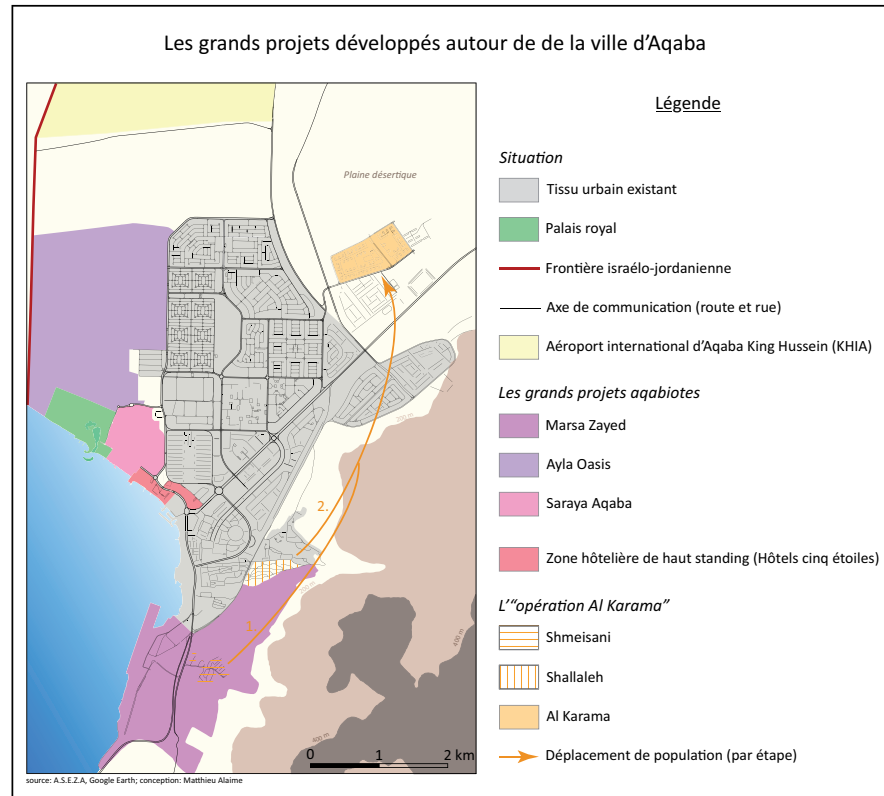 Les grands projets développés autour de de la ville d’Aqaba
Plaine désertique
200 m
200 m
400 m
400 m
2.
1.
0 1 2 km
source: A.S.E.Z.A, Google Earth; conception: Matthieu Alaime
Légende
Situation
Tissu urbain existant
Palais royal
Frontière israélo-jordanienne
Axe de communication (route et rue)
Aéroport international d’Aqaba King Hussein (KHIA)
Les grands projets aqabiotes
Marsa Zayed
Ayla Oasis
Saraya Aqaba
Zone hôtelière de haut standing (Hôtels cinq étoiles)
L’“opération Al Karama”
Shmeisani
Shallaleh
Al Karama
Déplacement de population (par étape)